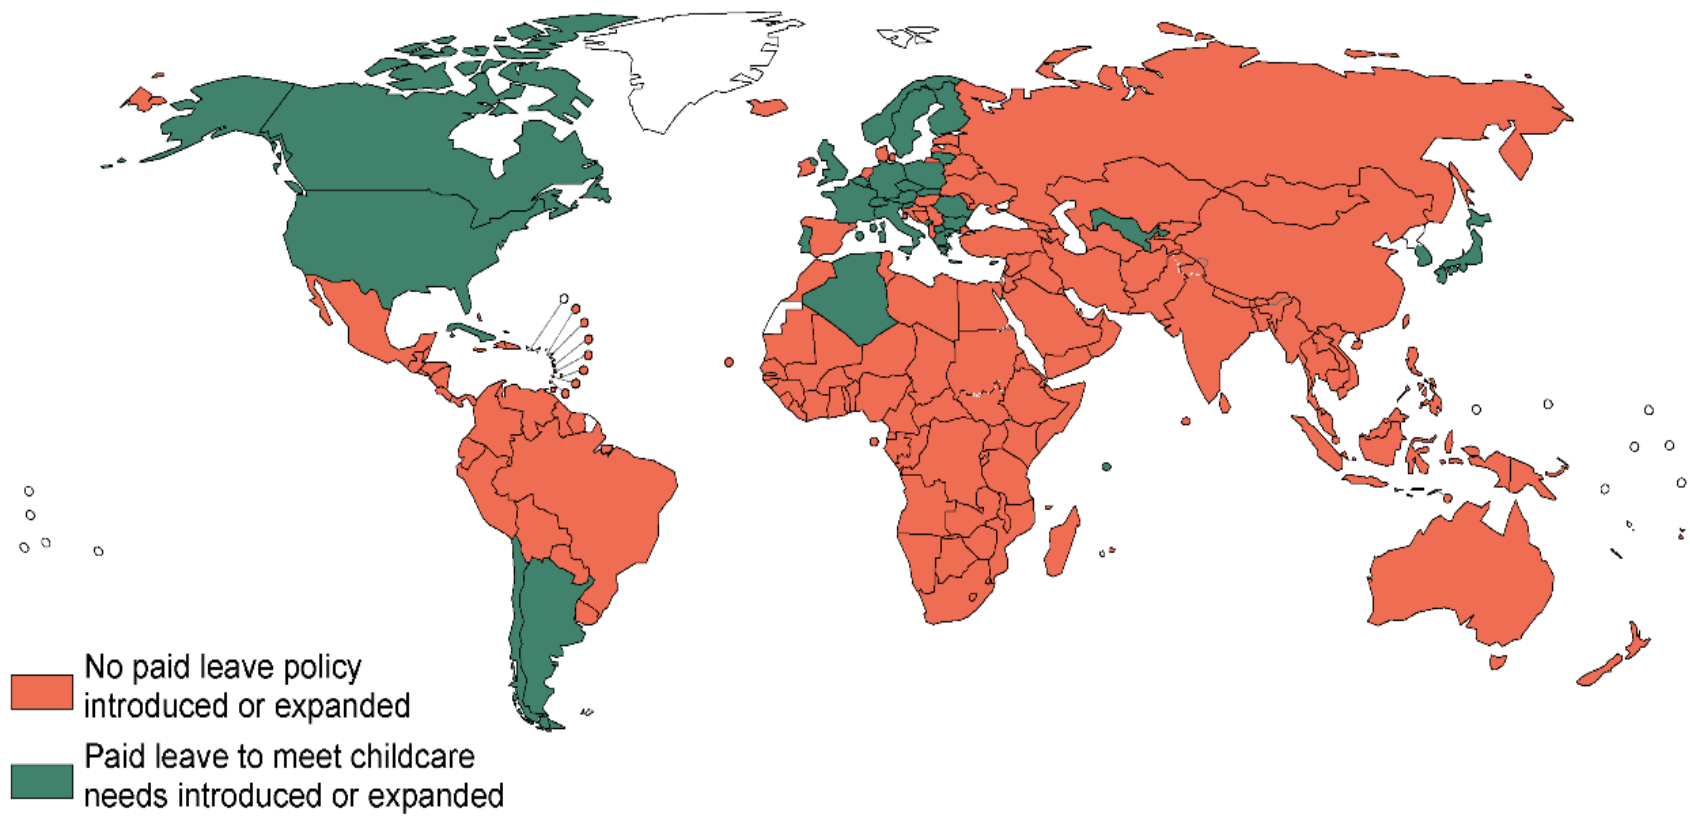 No paid leave policy
introduced or expanded
Paid leave to meet childcare
needs introduced or expanded